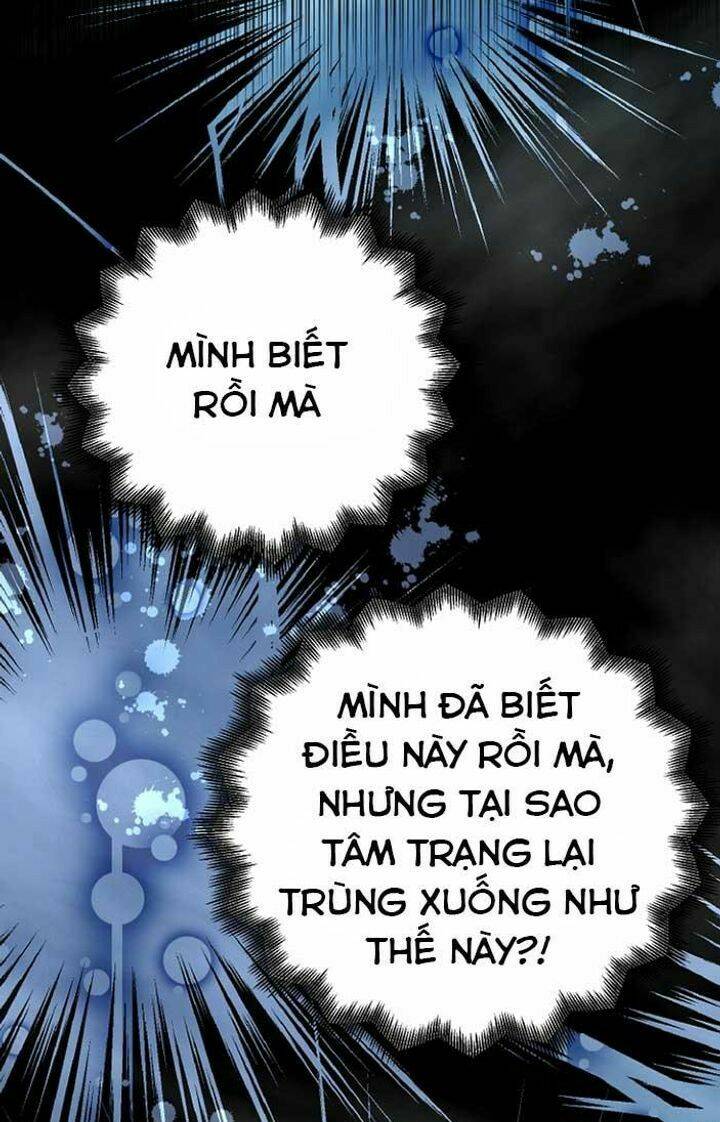 MÌNH BIẾT
RỒI MÀ
MÌNH ĐÃ BIẾT
ĐIỀU NÀY RỒI MÀ,
NHƯNG TẠI SAO
TÂM TRẠNG LẠI
TRÙNG XUỐNG NHƯ
THẾ NÀY?!